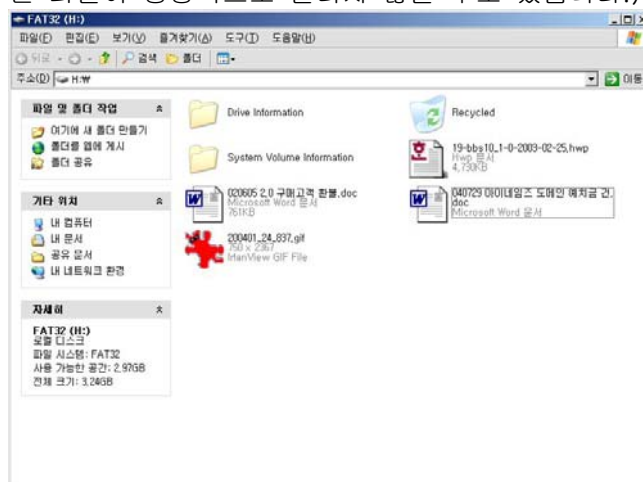 FAT32 (H:)
파일(F) 편집(E) 보기(V) 즐겨찾기(A) 도구(T) 도움말(H)
뒤로 검색 폴더
주소(D) H:₩ 이동
파일 및 폴더 작업
여기에 새 폴더 만들기
폴더를 웹에 게시
폴더 공유
기타 위치
내 컴퓨터
내 문서
공유 문서
내 네트워크 환경
자세히
FAT32 (H:)
로컬 디스크
파일 시스템: FAT32
사용 가능한 공간: 2,97GB
전체 크기: 3,24GB
Drive Information
Recycled
System Volume Information
19-bbs10_1-0-2003-02-25,hwp
Hwp 문서
4,793KB
020605 2,0 구매고객 환불,doc
Microsoft Word 문서
761KB
040729 아이네임즈 도메인 예치금 건,
doc
Microsoft Word 문서
200401_24_837,gif
750 x 2367
IrfanView GIF File